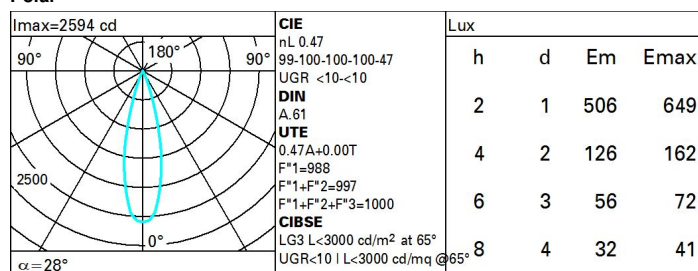 Imax=2594 cd
90°
180°
90°
2500
0°
α=28°
CIE
nL 0.47
99-100-100-100-47
UGR <10-<10
DIN
A.61
UTE
0.47A+0.00T
F"1=988
F"1+F"2=997
F"1+F"2+F"3=1000
CIBSE
LG3 L<3000 cd/m² at 65°
UGR<10 | L<3000 cd/mq @65°
Lux
h d Em Emax
2 1 506 649
4 2 126 162
6 3 56 72
8 4 32 41